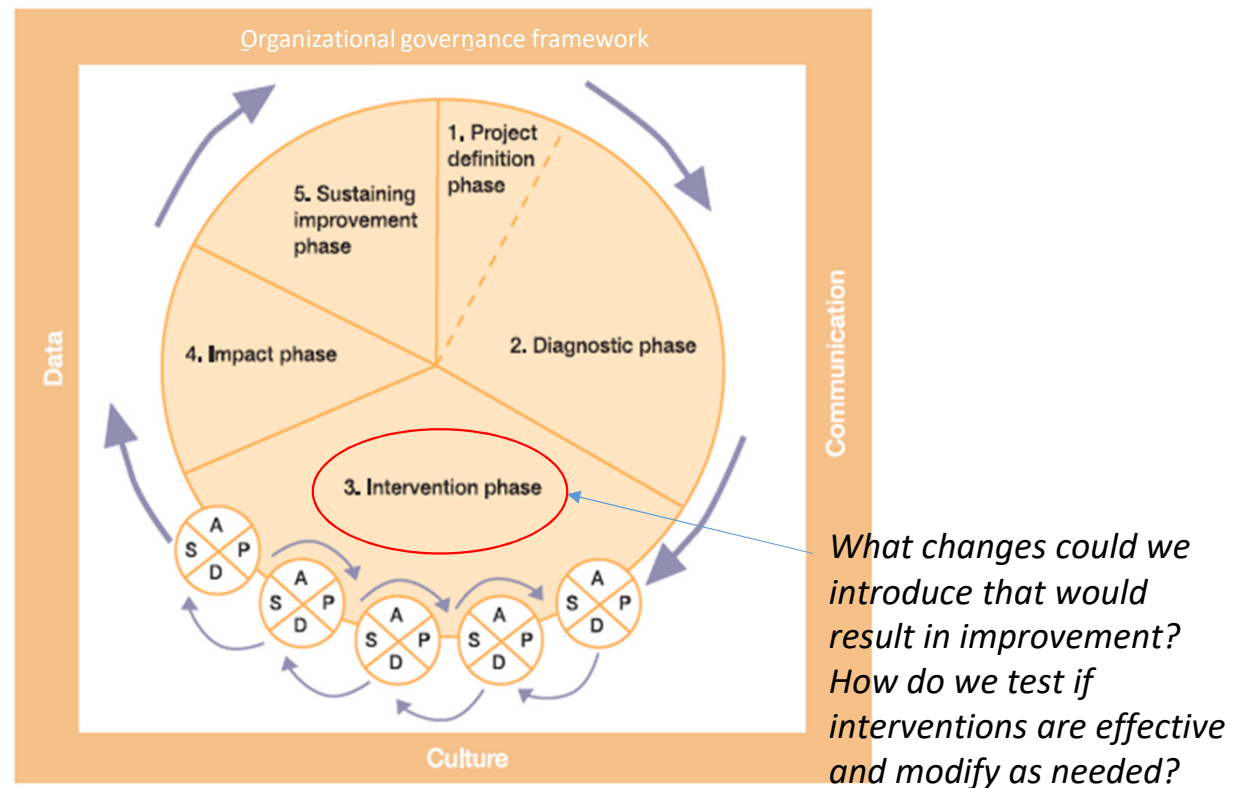 Organizational governance framework
1. Project
definition
phase
5. Sustaining
improvement
phase
2. Diagnostic phase
4. Impact phase
3. Intervention phase
Data
Communication
A
S P
D
A
S P
D
A
S P
D
A
S P
D
A
S P
D
What changes could we
introduce that would
result in improvement?
How do we test if
interventions are effective
and modify as needed?
Culture